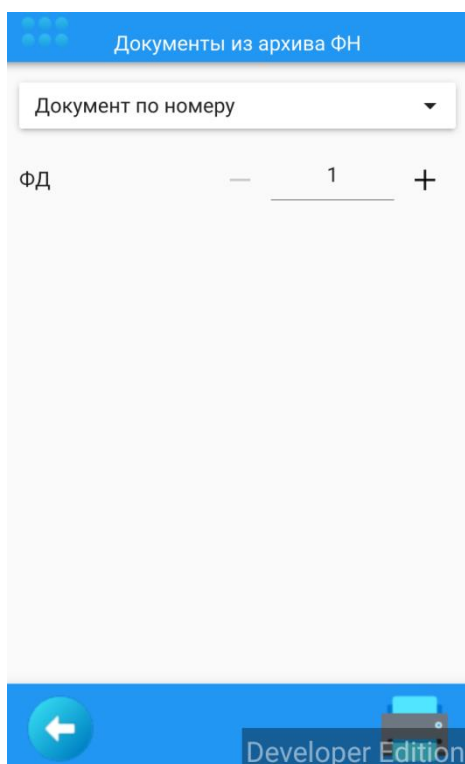 Документы из архива ФН
Документ по номеру
ФД — 1 +
Developer Edition